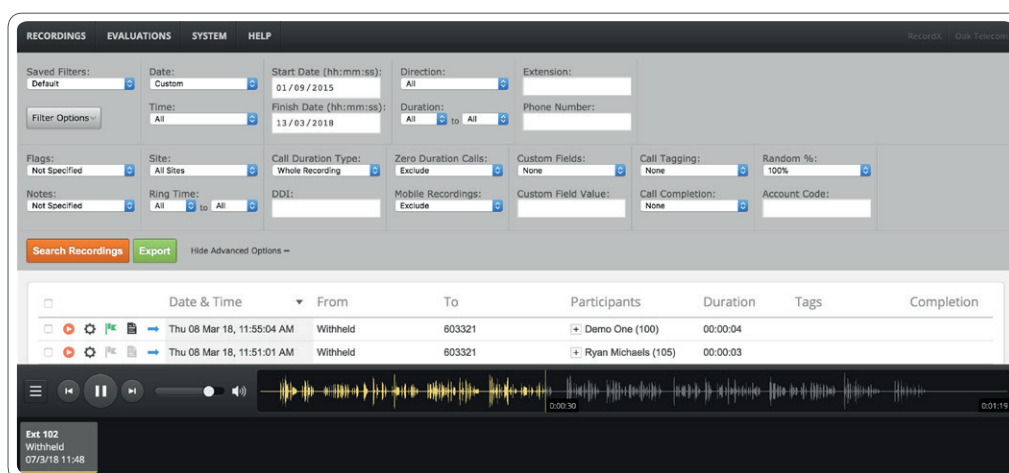 RECORDINGS EVALUATIONS SYSTEM HELP RecordX Oak Telecom
Saved Filters: Date: Start Date (hh:mm:ss): Direction: Extension:
Default Custom 01/09/2015 All
Time: Finish Date (hh:mm:ss): Duration: Phone Number:
Filter Options All 13/03/2018 All to All
Flags: Site: Call Duration Type: Zero Duration Calls: Custom Fields: Call Tagging: Random %:
Not Specified All Sites Whole Recording Exclude None None 100%
Notes: Ring Time: DDI: Mobile Recordings: Custom Field Value: Call Completion: Account Code:
Not Specified All to All Exclude None
Search Recordings Export Hide Advanced Options –
Date & Time From To Participants Duration Tags Completion
Thu 08 Mar 18, 11:55:04 AM Withheld 603321 + Demo One (100) 00:00:04
Thu 08 Mar 18, 11:51:01 AM Withheld 603321 + Ryan Michaels (105) 00:00:03
0:00:30 0:01:19
Ext 102
Withheld
07/3/18 11:48